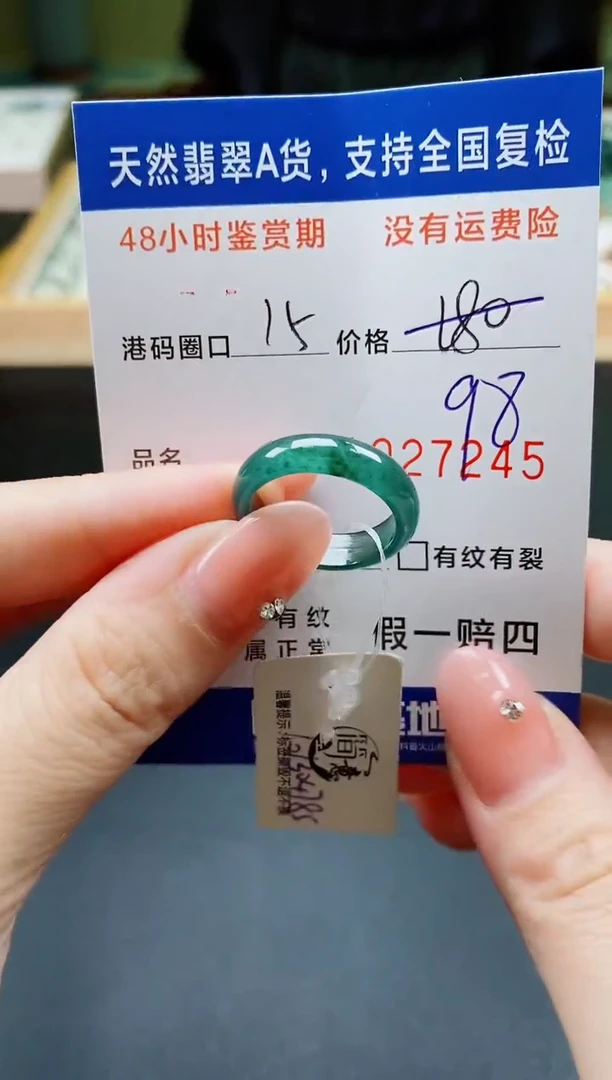 天然翡翠A货，支持全国复检
48小时鉴赏期 没有运费险
港码圈口 15 价格 180
98
品名 227245
有纹有裂
有纹
属正常 假一赔四
地